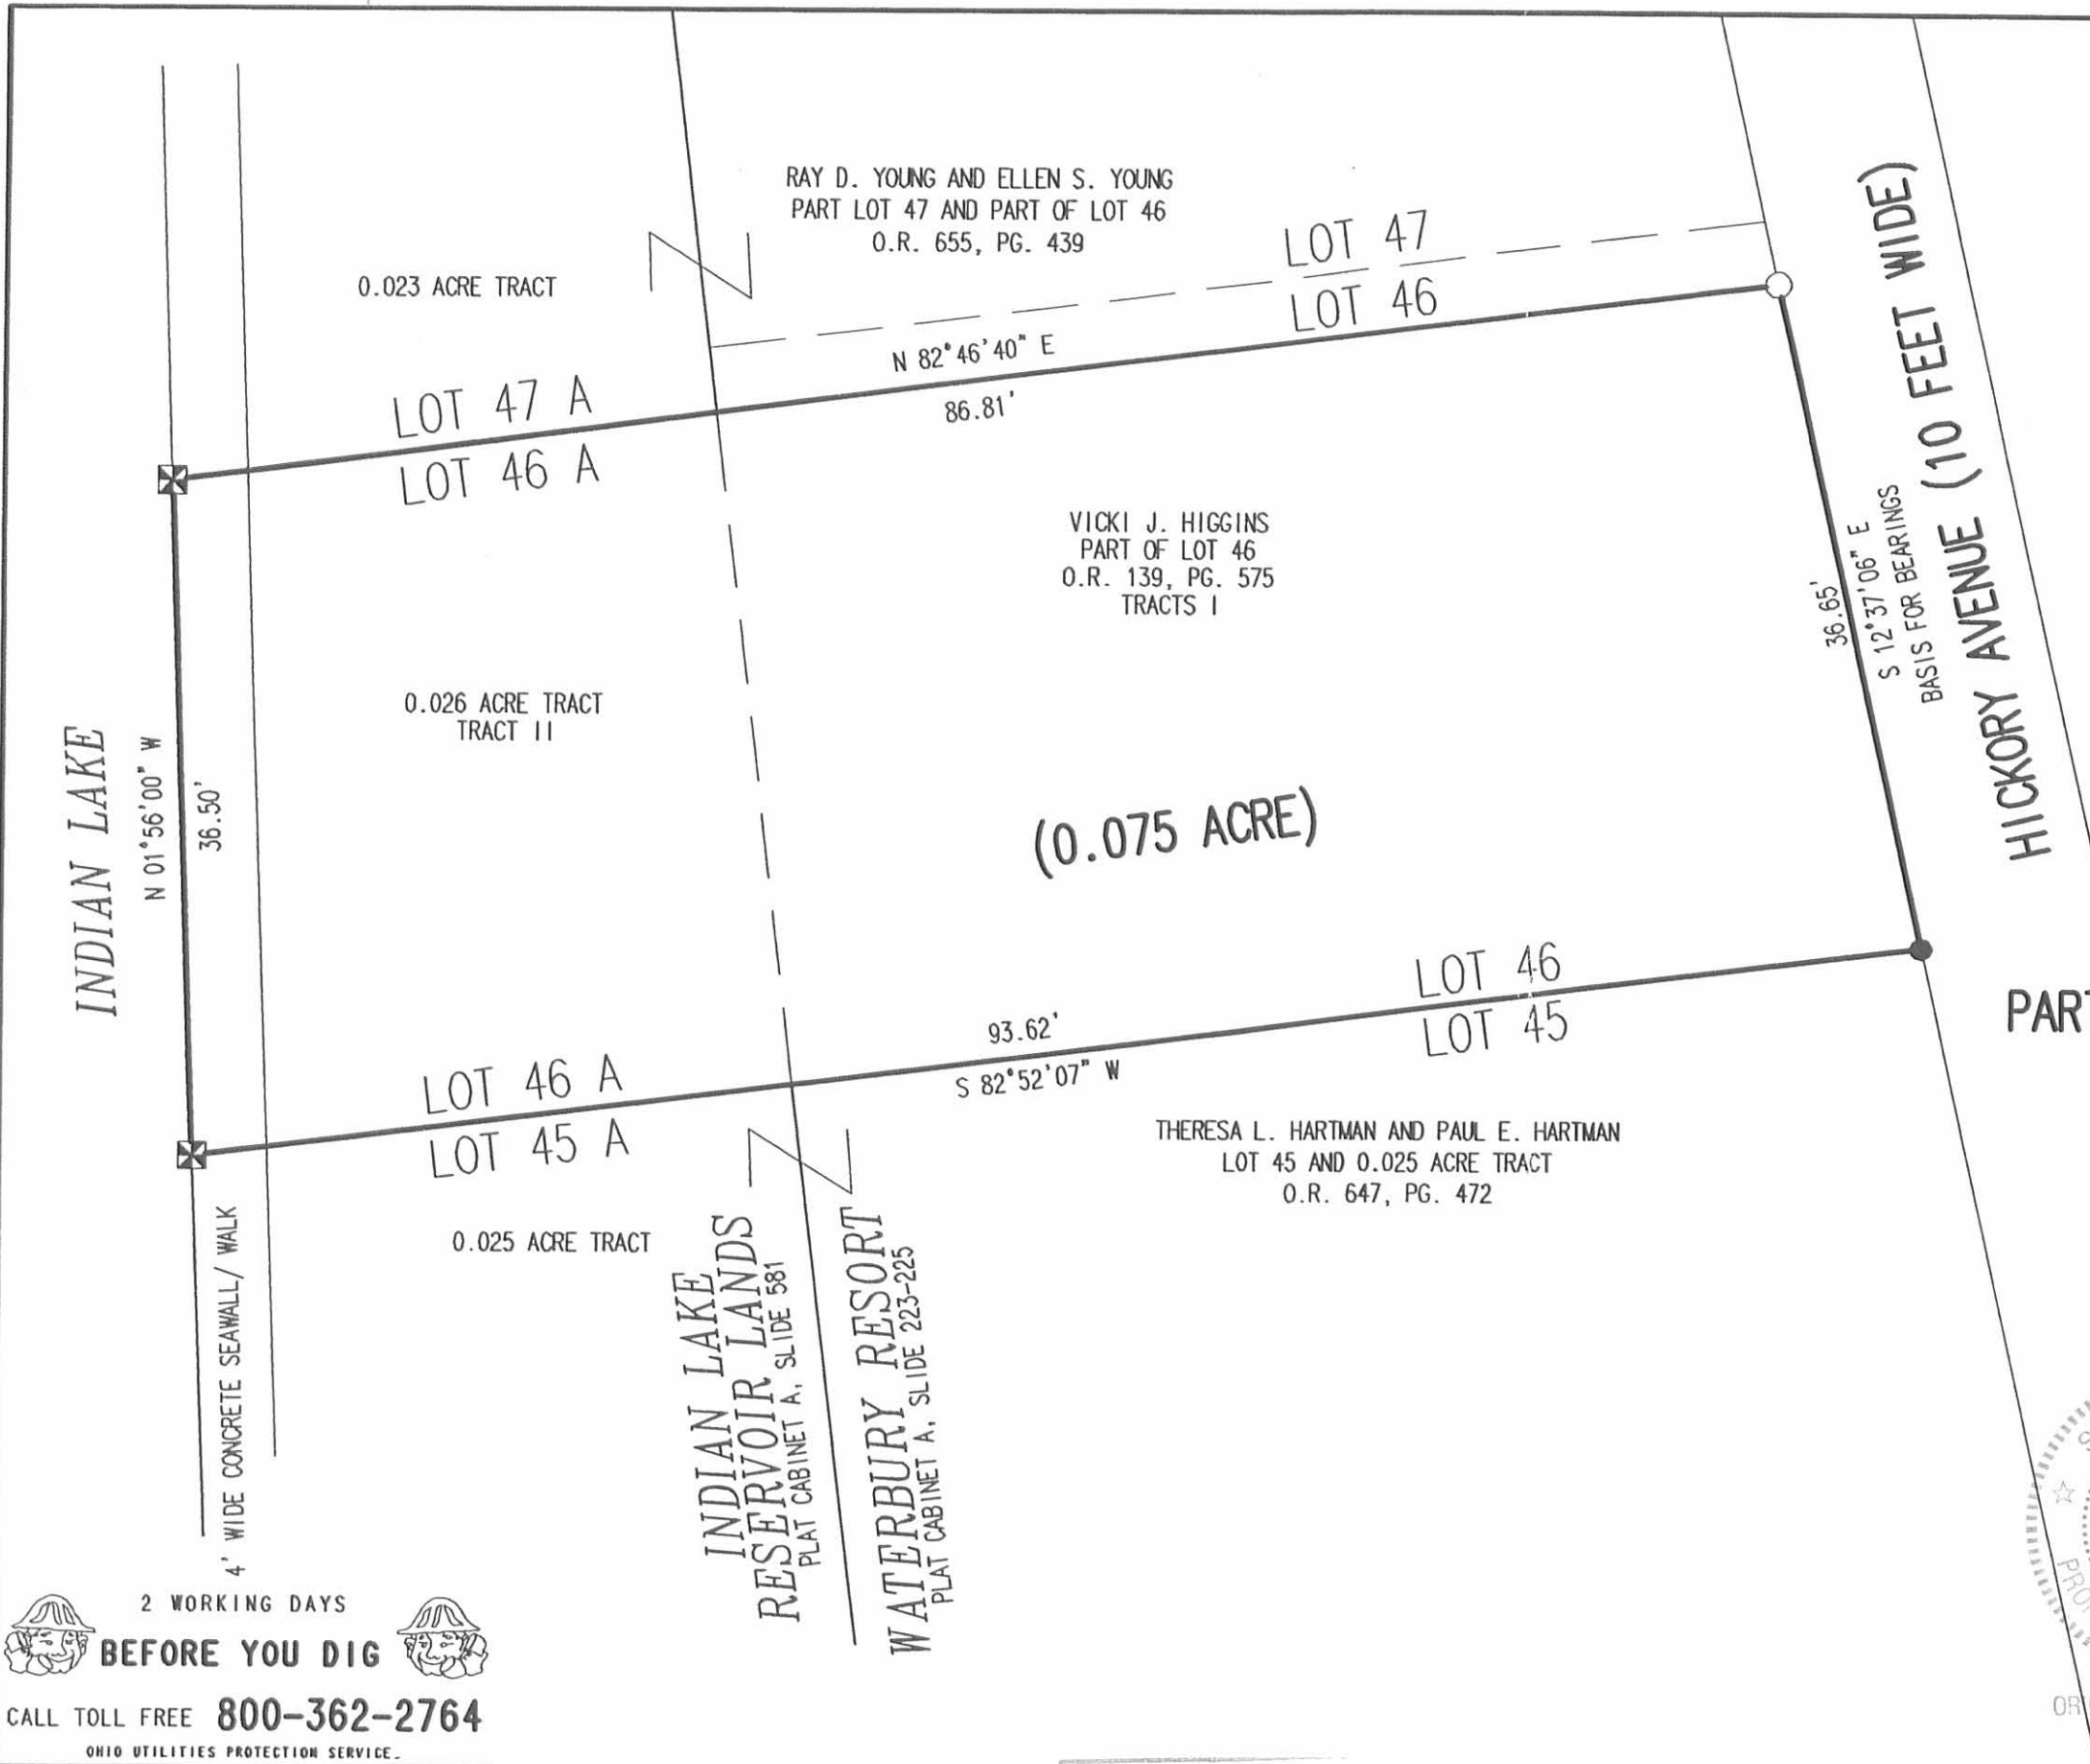 RAY D. YOUNG AND ELLEN S. YOUNG
PART LOT 47 AND PART OF LOT 46
O.R. 655, PG. 439
0.023 ACRE TRACT
LOT 47
LOT 46
N 82°46'40" E
86.81'
LOT 47 A
LOT 46 A
VICKI J. HIGGINS
PART OF LOT 46
O.R. 139, PG. 575
TRACTS I
36.65'
S 12°37'06" E
BASIS FOR BEARINGS
HICKORY AVENUE (10 FEET WIDE)
0.026 ACRE TRACT
TRACT II
INDIAN LAKE
N 01°56'00" W
36.50'
(0.075 ACRE)
LOT 46
LOT 45
93.62'
S 82°52'07" W
PART
LOT 46 A
LOT 45 A
THERESA L. HARTMAN AND PAUL E. HARTMAN
LOT 45 AND 0.025 ACRE TRACT
O.R. 647, PG. 472
0.025 ACRE TRACT
4' WIDE CONCRETE SEAWALL/ WALK
INDIAN LAKE
RESERVOIR LANDS
PLAT CABINET A, SLIDE 581
WATERBURY RESORT
PLAT CABINET A, SLIDE 223-225
2 WORKING DAYS
BEFORE YOU DIG
CALL TOLL FREE 800-362-2764
OHIO UTILITIES PROTECTION SERVICE.